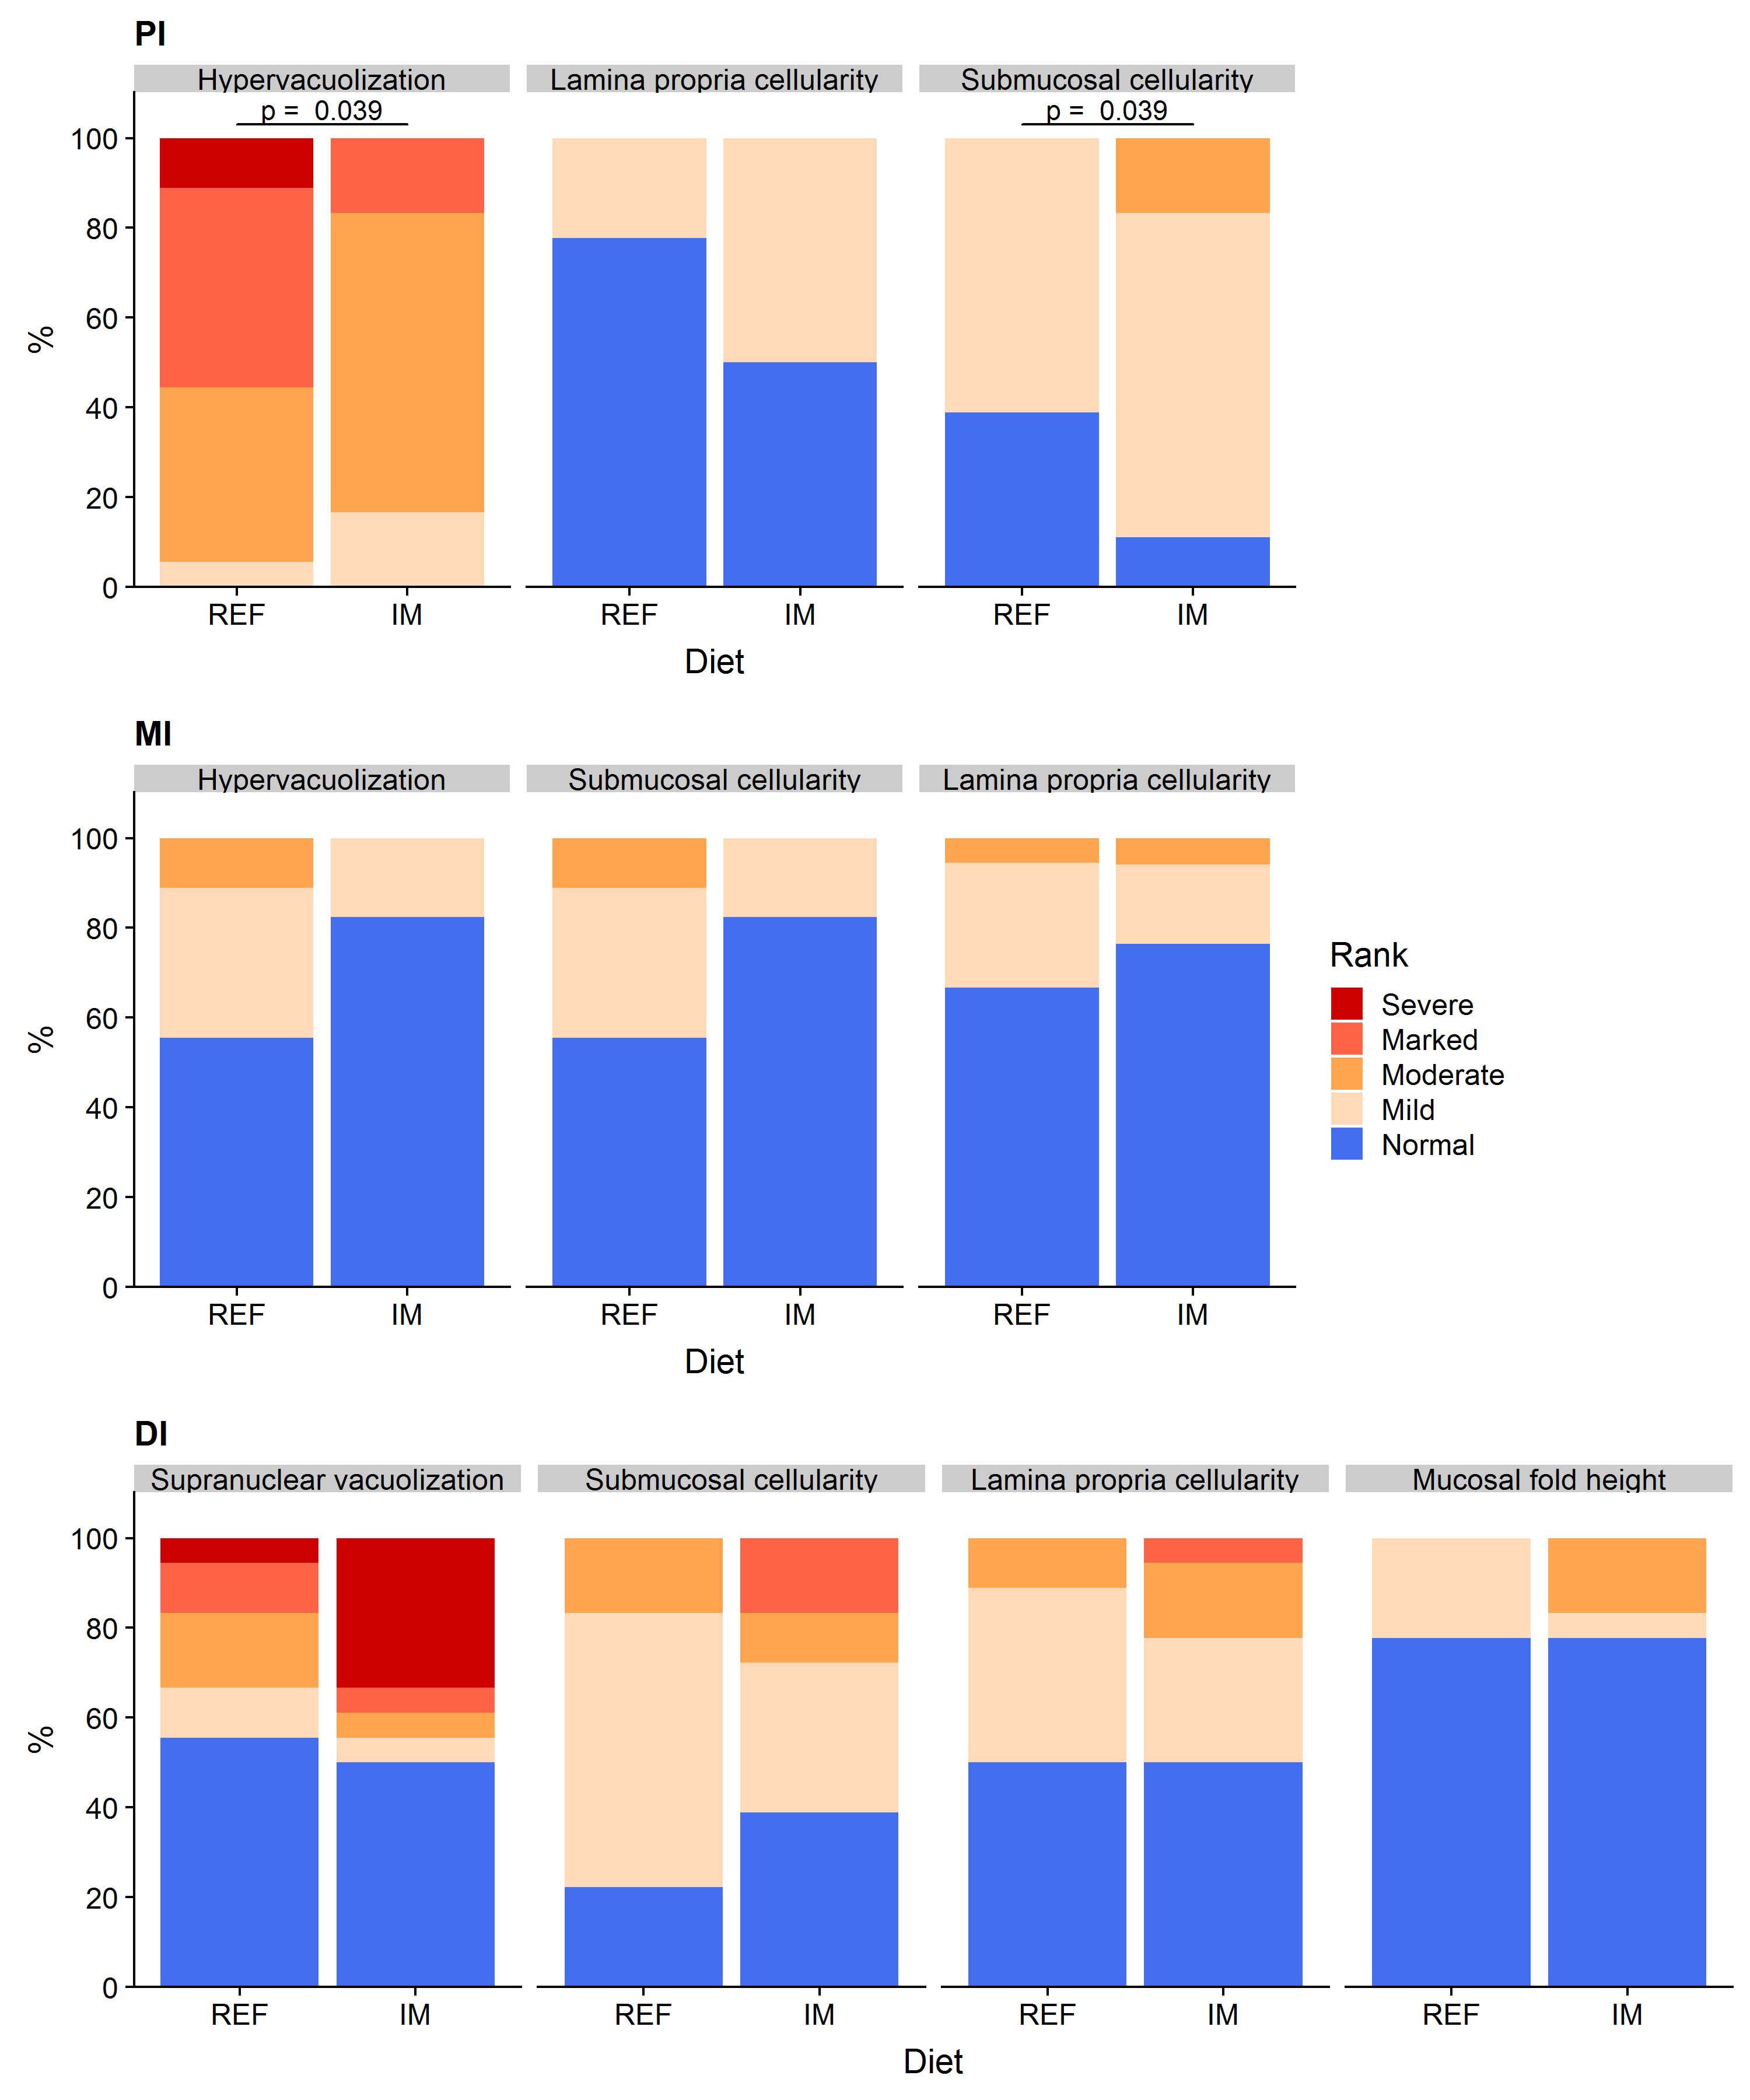 PI
Hypervacuolization Lamina propria cellularity Submucosal cellularity
p = 0.039 p = 0.039
100
80
60
40
20
0
%
REF IM REF IM REF IM
Diet
MI
Hypervacuolization Submucosal cellularity Lamina propria cellularity
100
80
60
40
20
0
%
REF IM REF IM REF IM
Diet
Rank
Severe
Marked
Moderate
Mild
Normal
DI
Supranuclear vacuolization Submucosal cellularity Lamina propria cellularity Mucosal fold height
100
80
60
40
20
0
%
REF IM REF IM REF IM REF IM
Diet